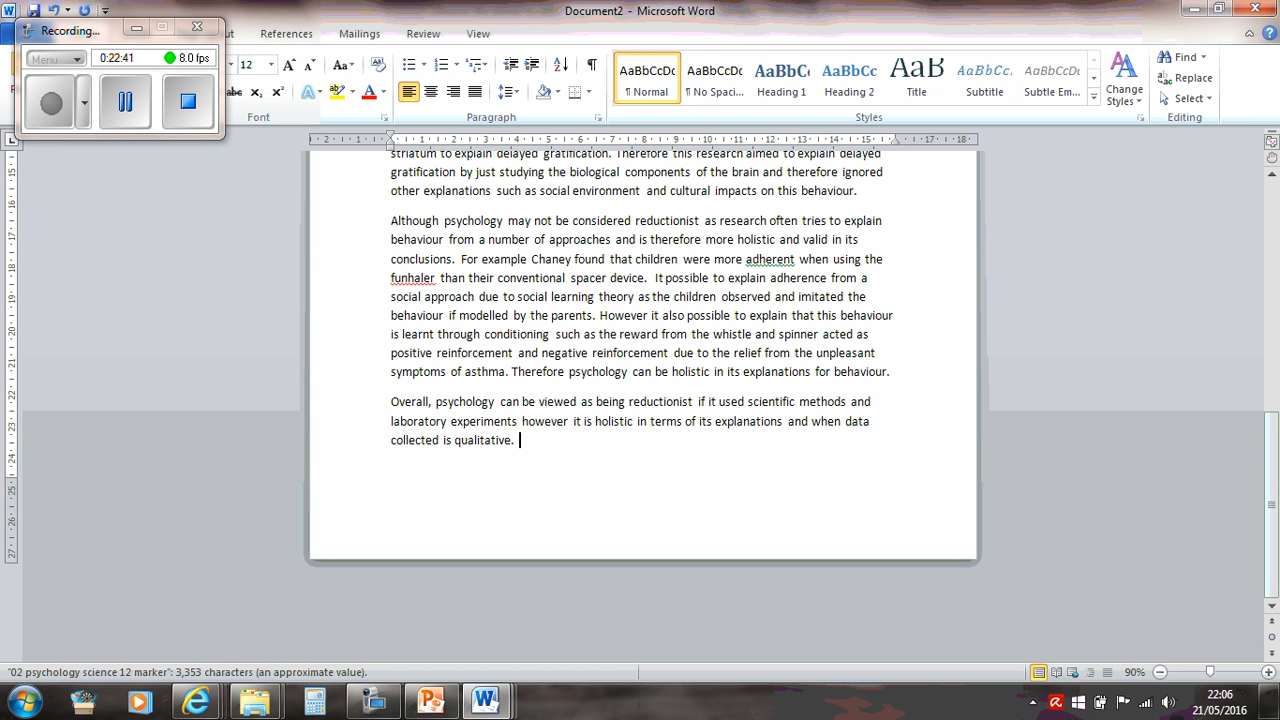 Document2 - Microsoft Word
Recording...
Menu
0:22:41
8.0 fps
References
Mailings
Review
View
12
Aa
Find
Replace
Select
AaBbCcDc
AaBbCcDc
AaBbCc
AaBbCc
AaB
AaBbCc.
AaBbCcDc
¶ Normal
¶ No Spaci...
Heading 1
Heading 2
Title
Subtitle
Subtle Em...
Change
Styles
Font
Paragraph
Styles
Editing
striatum to explain delayed gratification. Therefore this research aimed to explain delayed
gratification by just studying the biological components of the brain and therefore ignored
other explanations such as social environment and cultural impacts on this behaviour.
Although psychology may not be considered reductionist as research often tries to explain
behaviour from a number of approaches and is therefore more holistic and valid in its
conclusions. For example Chaney found that children were more adherent when using the
funhaler than their conventional spacer device. It possible to explain adherence from a
social approach due to social learning theory as the children observed and imitated the
behaviour if modelled by the parents. However it also possible to explain that this behaviour
is learnt through conditioning such as the reward from the whistle and spinner acted as
positive reinforcement and negative reinforcement due to the relief from the unpleasant
symptoms of asthma. Therefore psychology can be holistic in its explanations for behaviour.
Overall, psychology can be viewed as being reductionist if it used scientific methods and
laboratory experiments however it is holistic in terms of its explanations and when data
collected is qualitative.
"02 psychology science 12 marker": 3,353 characters (an approximate value).
90%
22:06
21/05/2016